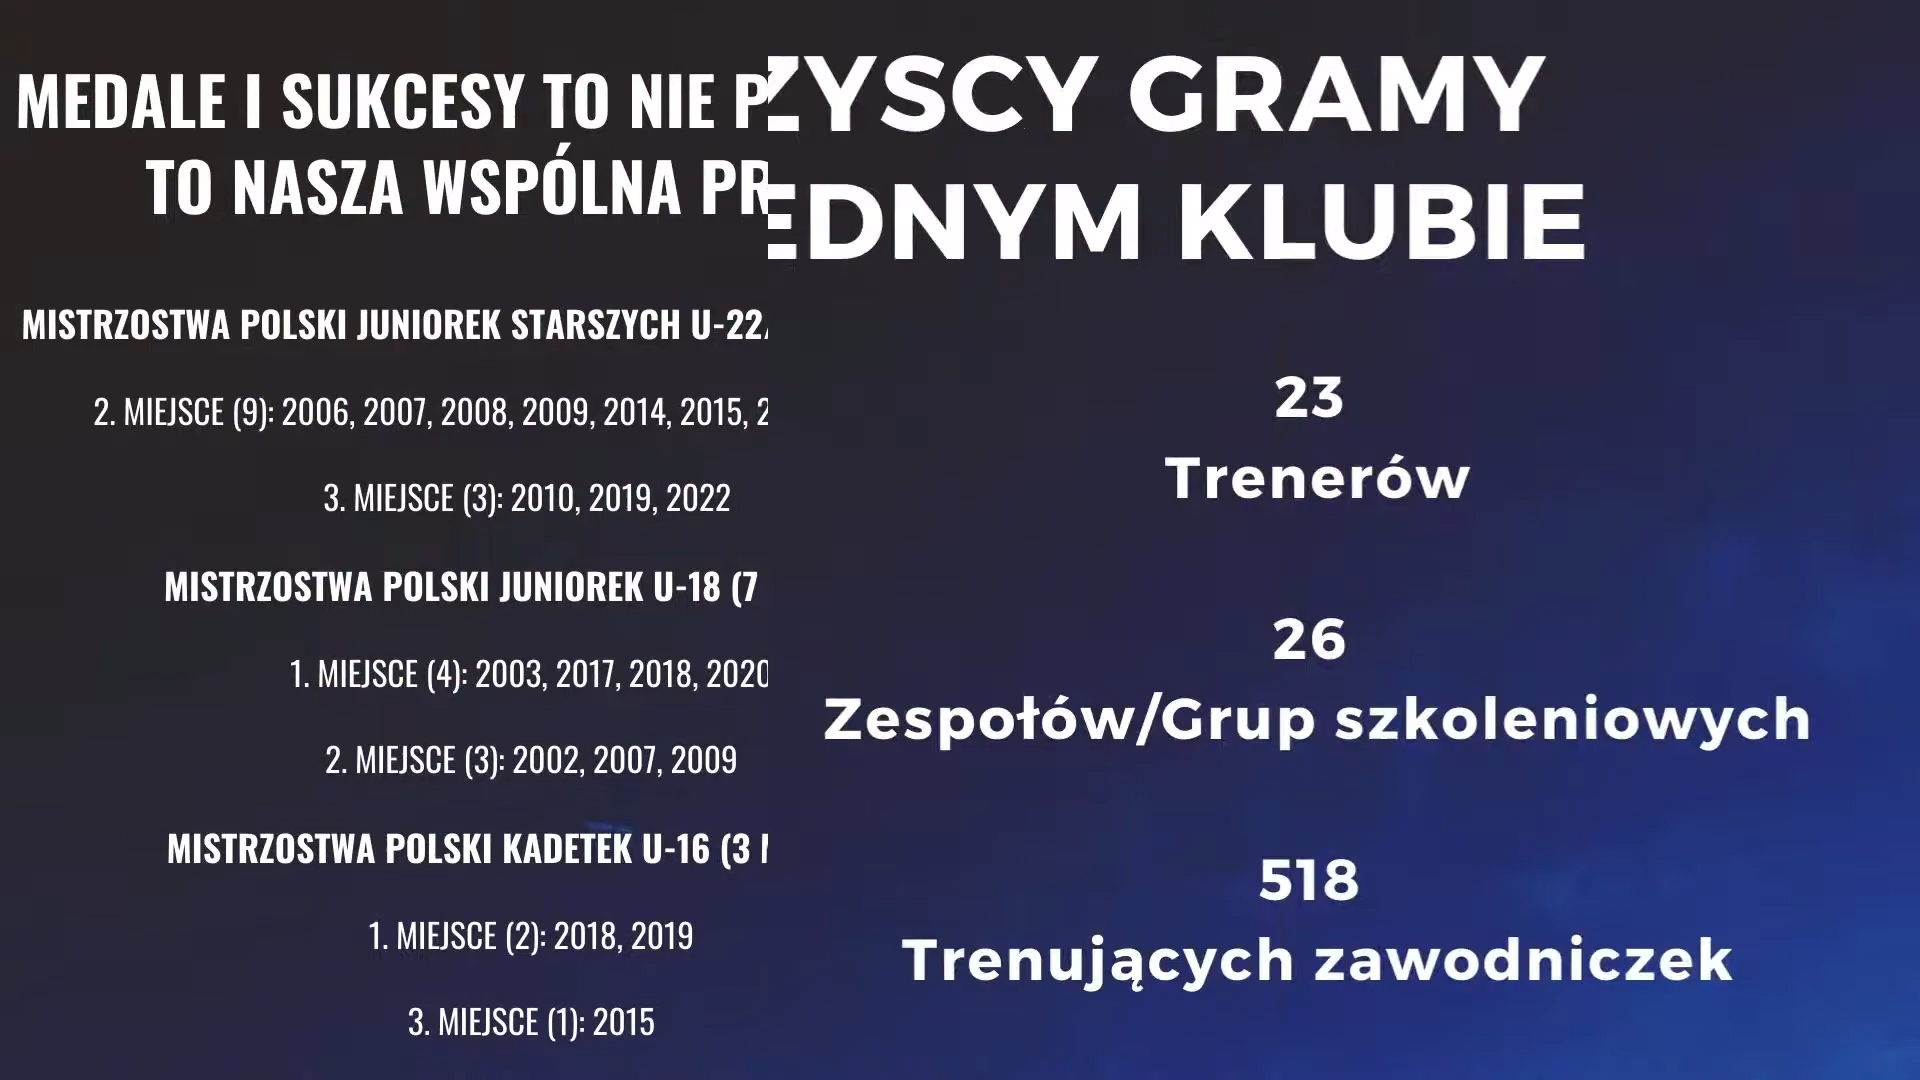 MEDALE I SUKCESY TO NIE
TO NASZA WSPÓLNA
MISTRZOSTWA POLSKI JUNIOREK STARSZYCH U-22
2. MIEJSCE (9): 2006, 2007, 2008, 2009, 2014, 2015,
3. MIEJSCE (3): 2010, 2019, 2022
MISTRZOSTWA POLSKI JUNIOREK U-18 (7
1. MIEJSCE (4): 2003, 2017, 2018, 2020
2. MIEJSCE (3): 2002, 2007, 2009
MISTRZOSTWA POLSKI KADETEK U-16 (3
1. MIEJSCE (2): 2018, 2019
3. MIEJSCE (1): 2015
ZYSCY GRAMY
EDNYM KLUBIE
23
Trenerów
26
Zespołów/Grup szkoleniowych
518
Trenujących zawodniczek